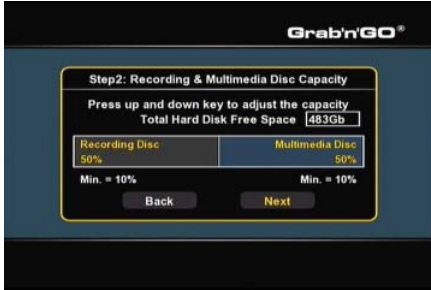 Grab'n'GO®
Step2: Recording & Multimedia Disc Capacity
Press up and down key to adjust the capacity
Total Hard Disk Free Space 483Gb
Recording Disc Multimedia Disc
50% 50%
Min. = 10% Min. = 10%
Back Next